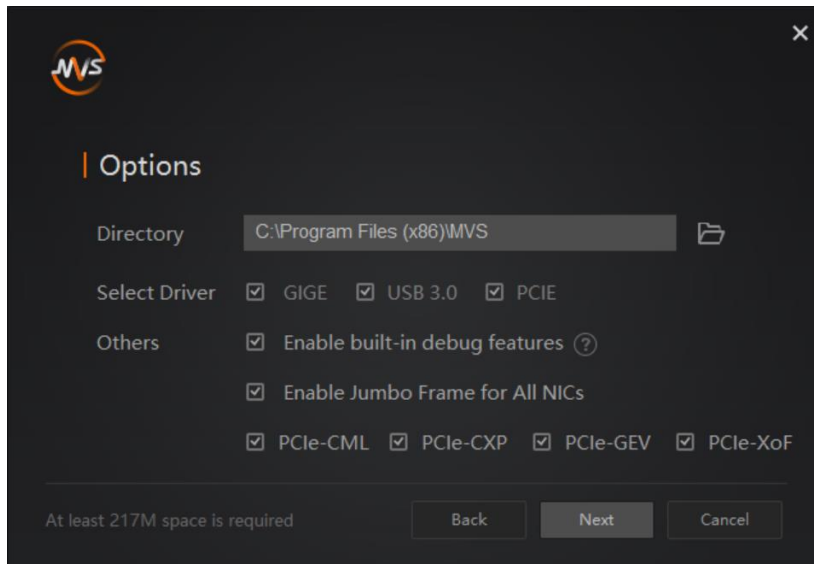 MVS
Options
Directory C:\Program Files (x86)\MVS
Select Driver GIGE USB 3.0 PCIE
Others Enable built-in debug features ?
Enable Jumbo Frame for All NICs
PCIe-CML PCIe-CXP PCIe-GEV PCIe-XoF
At least 217M space is required Back Next Cancel